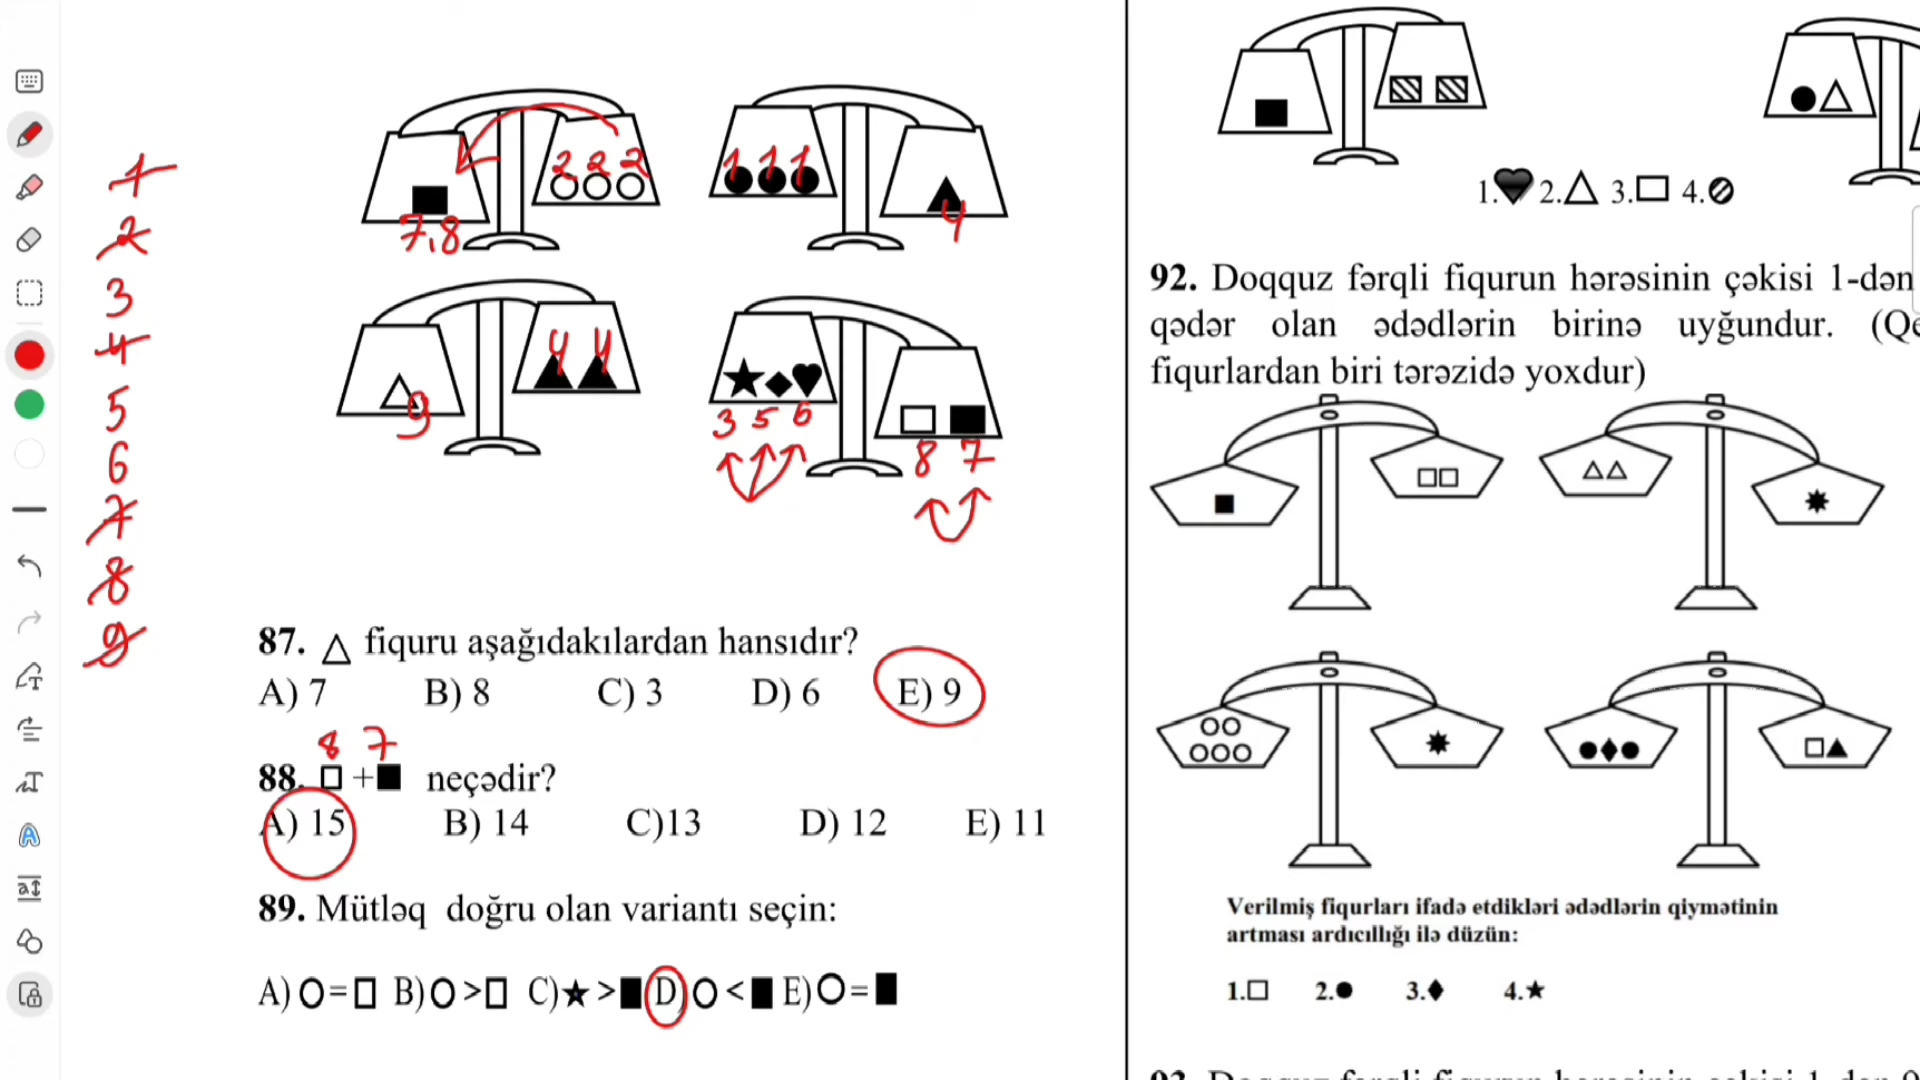 1
2
3
4
5
6
7
8
9
2 2 2
7,8
1 1 1
4
9
4 4
3 5 6
8 7
87. △ fiquru aşağıdakılardan hansıdır?
A) 7 B) 8 C) 3 D) 6 E) 9
8 7
88. □+■ neçədir?
A) 15 B) 14 C)13 D) 12 E) 11
89. Mütləq doğru olan variantı seçin:
A)○=□ B)○>□ C)★>■ D)○<■ E)○=■
1.♥ 2.△ 3.□ 4.
92. Doqquz fərqli fiqurun hərəsinin çəkisi 1-dən
qədər olan ədədlərin birinə uyğundur.
fiqurlardan biri tərəzidə yoxdur)
Verilmiş fiqurları ifadə etdikləri ədədlərin qiymətinin
artması ardıcıllığı ilə düzün:
1.□ 2.● 3.♦ 4.★